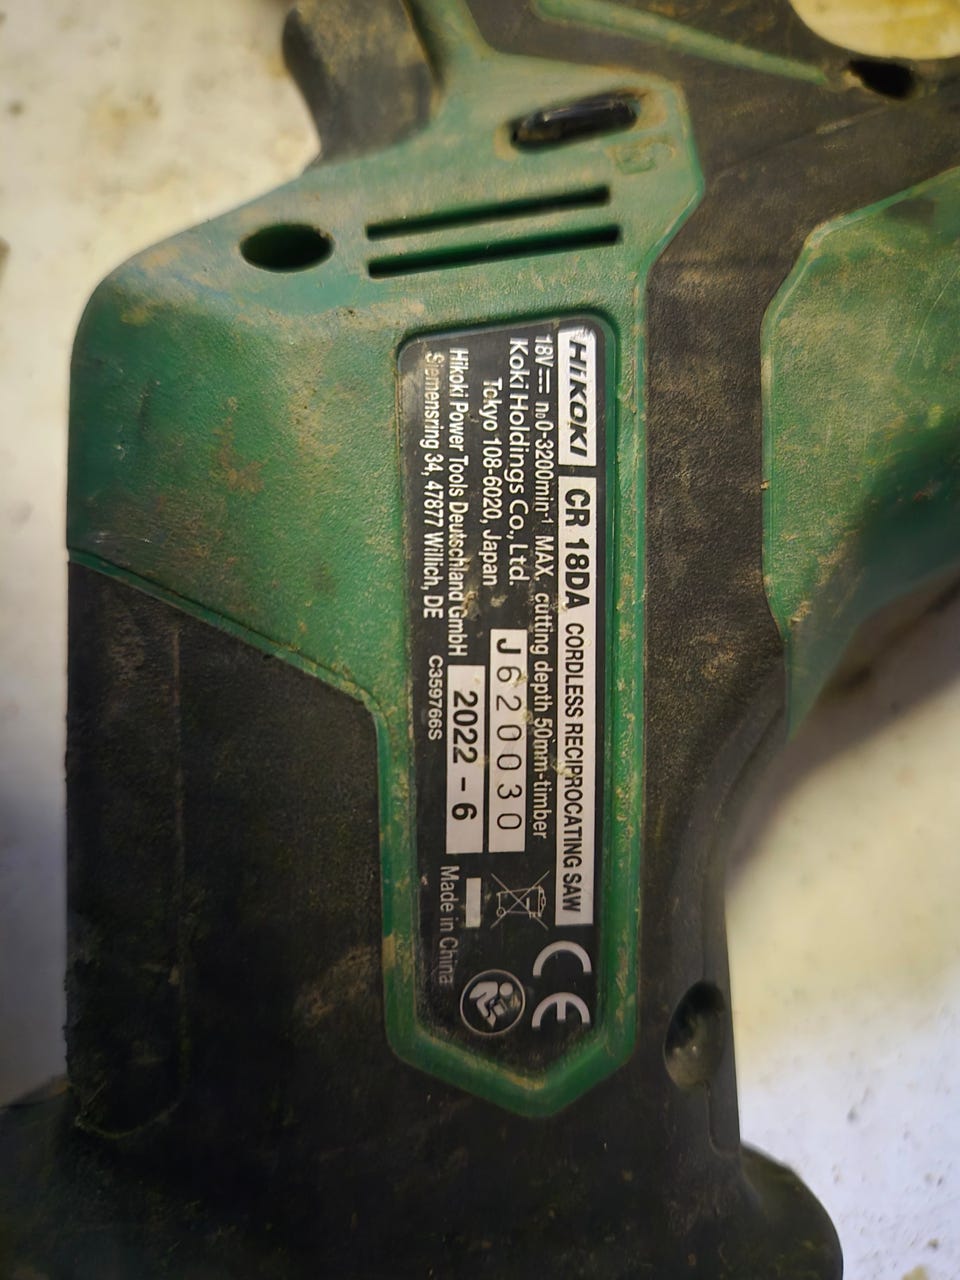 HiKOKI CR 18DA CORDLESS RECIPROCATING SAW
18V⎓ n₀0-3200min⁻¹ MAX. cutting depth 50mm-timber
Koki Holdings Co., Ltd.
Tokyo 108-6020, Japan
J620030
Hikoki Power Tools Deutschland GmbH
2022 - 6
Siemensring 34, 47877 Willich, DE
C359766S
Made in China
CE